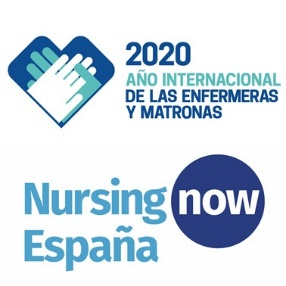 2020
AÑO INTERNACIONAL
DE LAS ENFERMERAS
Y MATRONAS
Nursing now
España